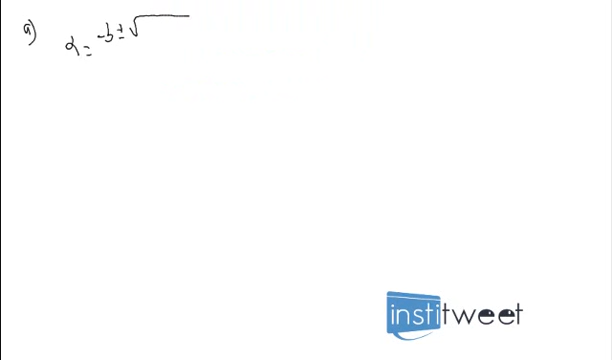 a) α = -b ± √
institweet